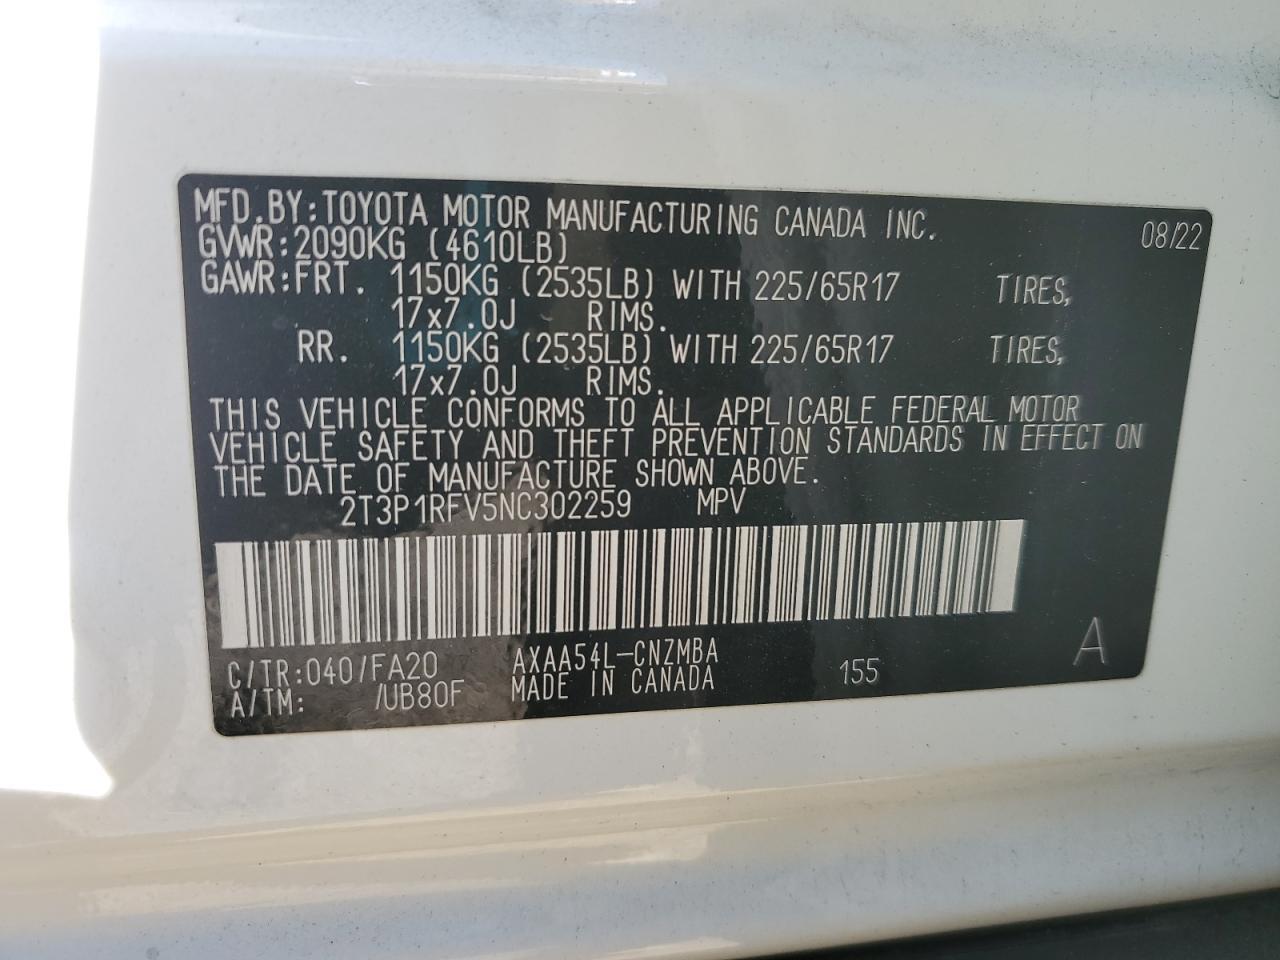 MFD.BY:TOYOTA MOTOR MANUFACTURING CANADA INC. 08/22
GVWR:2090KG (4610LB)
GAWR:FRT. 1150KG (2535LB) WITH 225/65R17 TIRES,
17x7.0J RIMS.
RR. 1150KG (2535LB) WITH 225/65R17 TIRES,
17x7.0J RIMS.
THIS VEHICLE CONFORMS TO ALL APPLICABLE FEDERAL MOTOR
VEHICLE SAFETY AND THEFT PREVENTION STANDARDS IN EFFECT ON
THE DATE OF MANUFACTURE SHOWN ABOVE.
2T3P1RFV5NC302259 MPV
C/TR:040/FA20 AXAA54L-CNZMBA 155 A
A/TM: /UB80F MADE IN CANADA